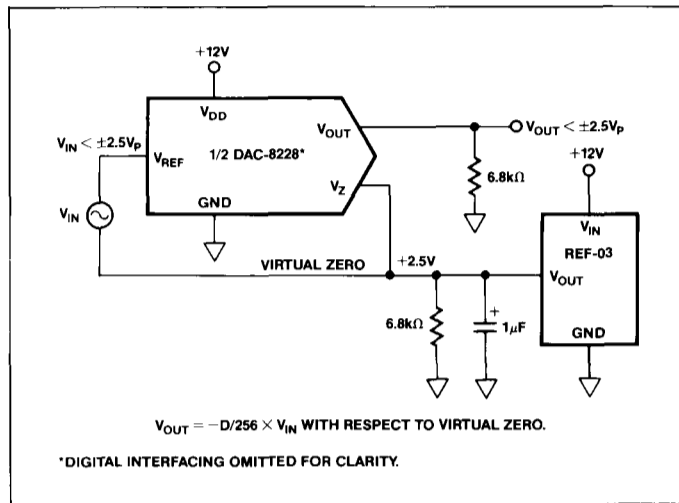 +12V
V_DD
V_IN < ±2.5V_P
V_REF
1/2 DAC-8228*
V_OUT
V_OUT < ±2.5V_P
+12V
V_Z
6.8kΩ
V_IN
GND
V_IN
REF-03
VIRTUAL ZERO
+2.5V
V_OUT
6.8kΩ
+
1μF
GND
V_OUT = −D/256 × V_IN WITH RESPECT TO VIRTUAL ZERO.
*DIGITAL INTERFACING OMITTED FOR CLARITY.